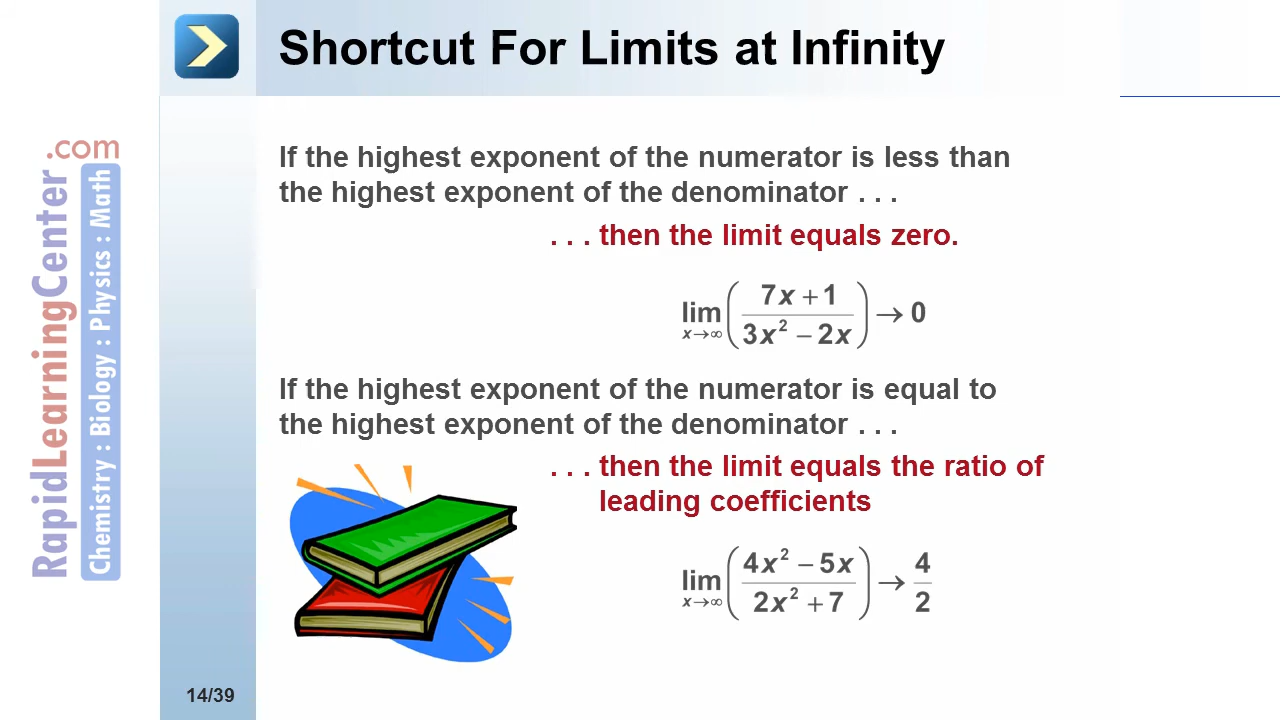 Shortcut For Limits at Infinity
RapidLearningCenter.com
Chemistry : Biology : Physics : Math
If the highest exponent of the numerator is less than
the highest exponent of the denominator . . .
. . . then the limit equals zero.
lim x→∞ ( (7x + 1) / (3x² − 2x) ) → 0
If the highest exponent of the numerator is equal to
the highest exponent of the denominator . . .
. . . then the limit equals the ratio of
leading coefficients
lim x→∞ ( (4x² − 5x) / (2x² + 7) ) → 4/2
14/39